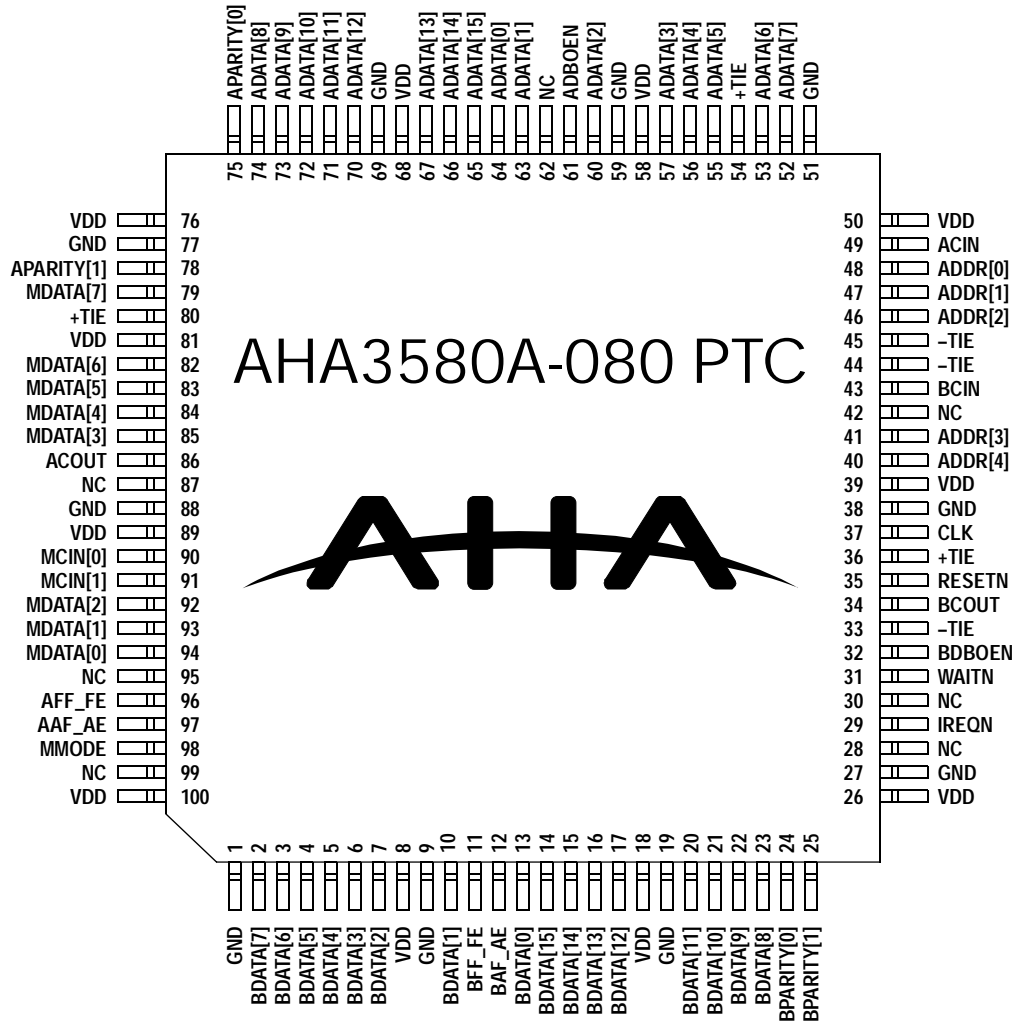 APARITY[0] ADATA[8] ADATA[9] ADATA[10] ADATA[11] ADATA[12] GND VDD ADATA[13] ADATA[14] ADATA[15] ADATA[0] ADATA[1] NC ADBOEN ADATA[2] GND VDD ADATA[3] ADATA[4] ADATA[5] +TIE ADATA[6] ADATA[7] GND
75 74 73 72 71 70 69 68 67 66 65 64 63 62 61 60 59 58 57 56 55 54 53 52 51
VDD 76 50 VDD
GND 77 49 ACIN
APARITY[1] 78 48 ADDR[0]
MDATA[7] 79 47 ADDR[1]
+TIE 80 46 ADDR[2]
VDD 81 45 –TIE
MDATA[6] 82 44 –TIE
MDATA[5] 83 43 BCIN
MDATA[4] 84 42 NC
MDATA[3] 85 41 ADDR[3]
ACOUT 86 40 ADDR[4]
NC 87 39 VDD
GND 88 38 GND
VDD 89 37 CLK
MCIN[0] 90 36 +TIE
MCIN[1] 91 35 RESETN
MDATA[2] 92 34 BCOUT
MDATA[1] 93 33 –TIE
MDATA[0] 94 32 BDBOEN
NC 95 31 WAITN
AFF_FE 96 30 NC
AAF_AE 97 29 IREQN
MMODE 98 28 NC
NC 99 27 GND
VDD 100 26 VDD
AHA3580A-080 PTC
AHA
1 2 3 4 5 6 7 8 9 10 11 12 13 14 15 16 17 18 19 20 21 22 23 24 25
GND BDATA[7] BDATA[6] BDATA[5] BDATA[4] BDATA[3] BDATA[2] VDD GND BDATA[1] BFF_FE BAF_AE BDATA[0] BDATA[15] BDATA[14] BDATA[13] BDATA[12] VDD GND BDATA[11] BDATA[10] BDATA[9] BDATA[8] BPARITY[0] BPARITY[1]